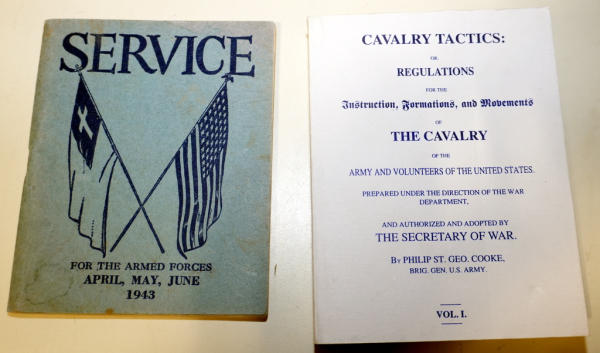 SERVICE
FOR THE ARMED FORCES
APRIL, MAY, JUNE
1943
CAVALRY TACTICS:
OR,
REGULATIONS
FOR THE
Instruction, Formations, and Movements
OF
THE CAVALRY
OF THE
ARMY AND VOLUNTEERS OF THE UNITED STATES.
PREPARED UNDER THE DIRECTION OF THE WAR
DEPARTMENT,
AND AUTHORIZED AND ADOPTED BY
THE SECRETARY OF WAR.
BY PHILIP ST. GEO. COOKE,
BRIG. GEN. U.S. ARMY.
VOL. I.